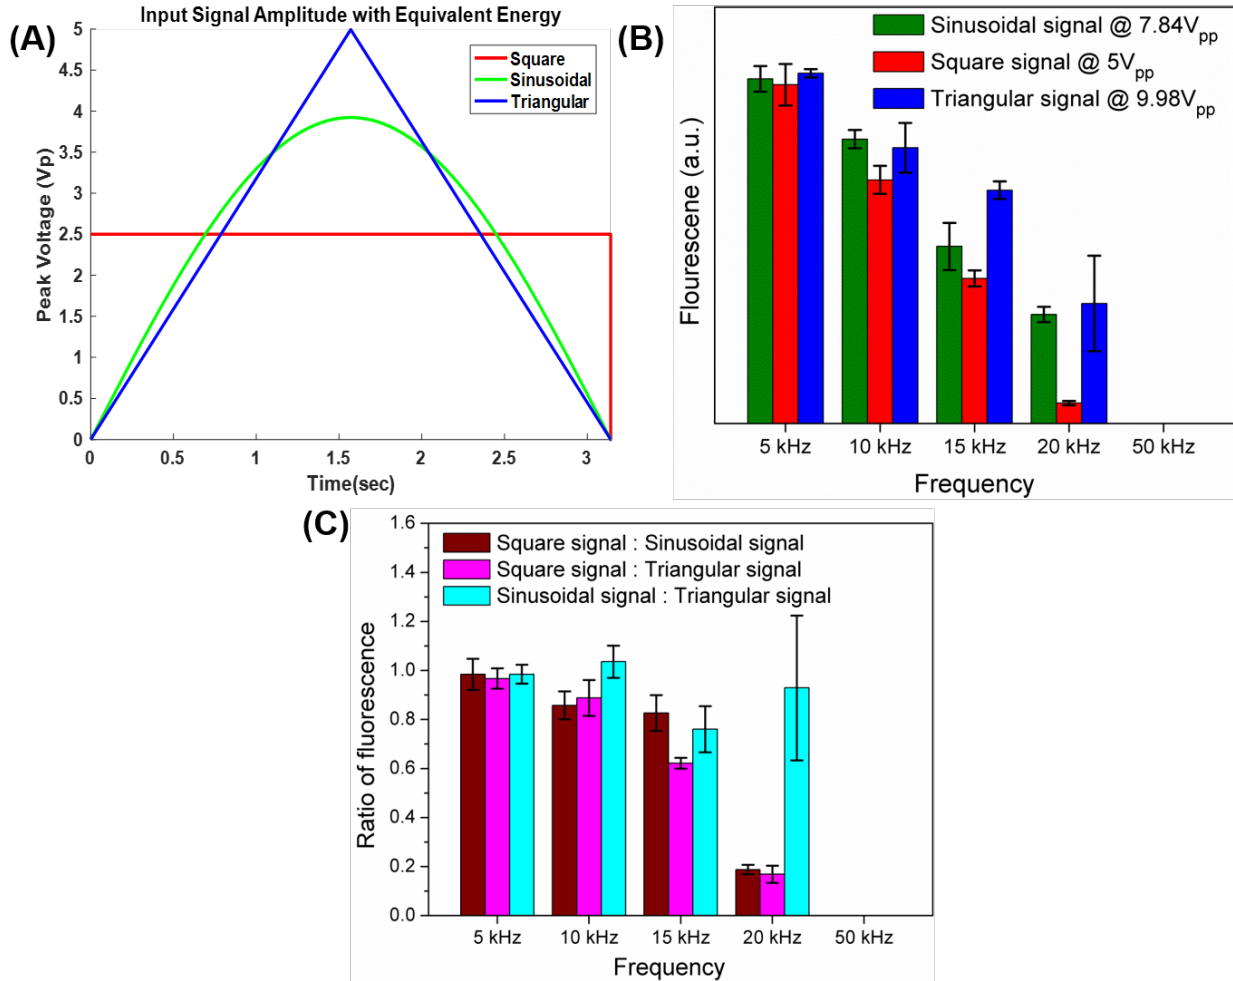 (A)
Input Signal Amplitude with Equivalent Energy
Square
Sinusoidal
Triangular
5
4.5
4
3.5
3
2.5
2
1.5
1
0.5
0
Peak Voltage (Vp)
0 0.5 1 1.5 2 2.5 3
Time(sec)
(B)
Sinusoidal signal @ 7.84Vpp
Square signal @ 5Vpp
Triangular signal @ 9.98Vpp
Flourescene (a.u.)
5 kHz 10 kHz 15 kHz 20 kHz 50 kHz
Frequency
(C)
Square signal : Sinusoidal signal
Square signal : Triangular signal
Sinusoidal signal : Triangular signal
1.6
1.4
1.2
1.0
0.8
0.6
0.4
0.2
0.0
Ratio of fluorescence
5 kHz 10 kHz 15 kHz 20 kHz 50 kHz
Frequency